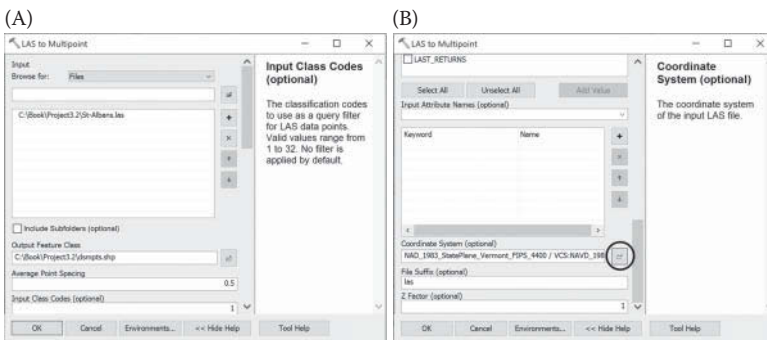 (A)
LAS to Multipoint
Input
Browse for: Files
C:\Book\Project3.2\St-Albans.las
Include Subfolders (optional)
Output Feature Class
C:\Book\Project3.2\dsmpts.shp
Average Point Spacing
0.5
Input Class Codes (optional)
1
OK Cancel Environments... << Hide Help Tool Help
Input Class Codes
(optional)
The classification codes
to use as a query filter
for LAS data points.
Valid values range from
1 to 32. No filter is
applied by default.
(B)
LAS to Multipoint
LAST_RETURNS
Select All Unselect All Add Value
Input Attribute Names (optional)
Keyword Name
Coordinate System (optional)
NAD_1983_StatePlane_Vermont_FIPS_4400 / VCS:NAVD_198
File Suffix (optional)
las
Z Factor (optional)
1
OK Cancel Environments... << Hide Help Tool Help
Coordinate
System (optional)
The coordinate system
of the input LAS file.